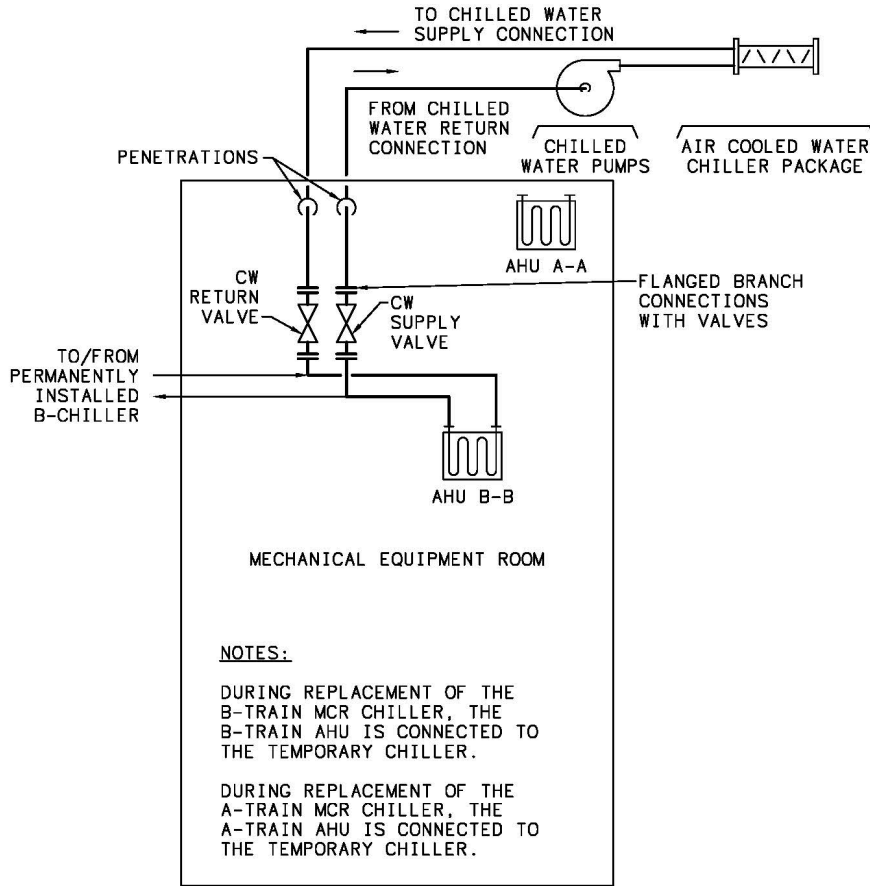 TO CHILLED WATER
SUPPLY CONNECTION
FROM CHILLED
WATER RETURN
CONNECTION
CHILLED
WATER PUMPS
AIR COOLED WATER
CHILLER PACKAGE
PENETRATIONS
AHU A-A
CW
RETURN
VALVE
CW
SUPPLY
VALVE
FLANGED BRANCH
CONNECTIONS
WITH VALVES
TO/FROM
PERMANENTLY
INSTALLED
B-CHILLER
AHU B-B
MECHANICAL EQUIPMENT ROOM
NOTES:
DURING REPLACEMENT OF THE
B-TRAIN MCR CHILLER, THE
B-TRAIN AHU IS CONNECTED TO
THE TEMPORARY CHILLER.
DURING REPLACEMENT OF THE
A-TRAIN MCR CHILLER, THE
A-TRAIN AHU IS CONNECTED TO
THE TEMPORARY CHILLER.